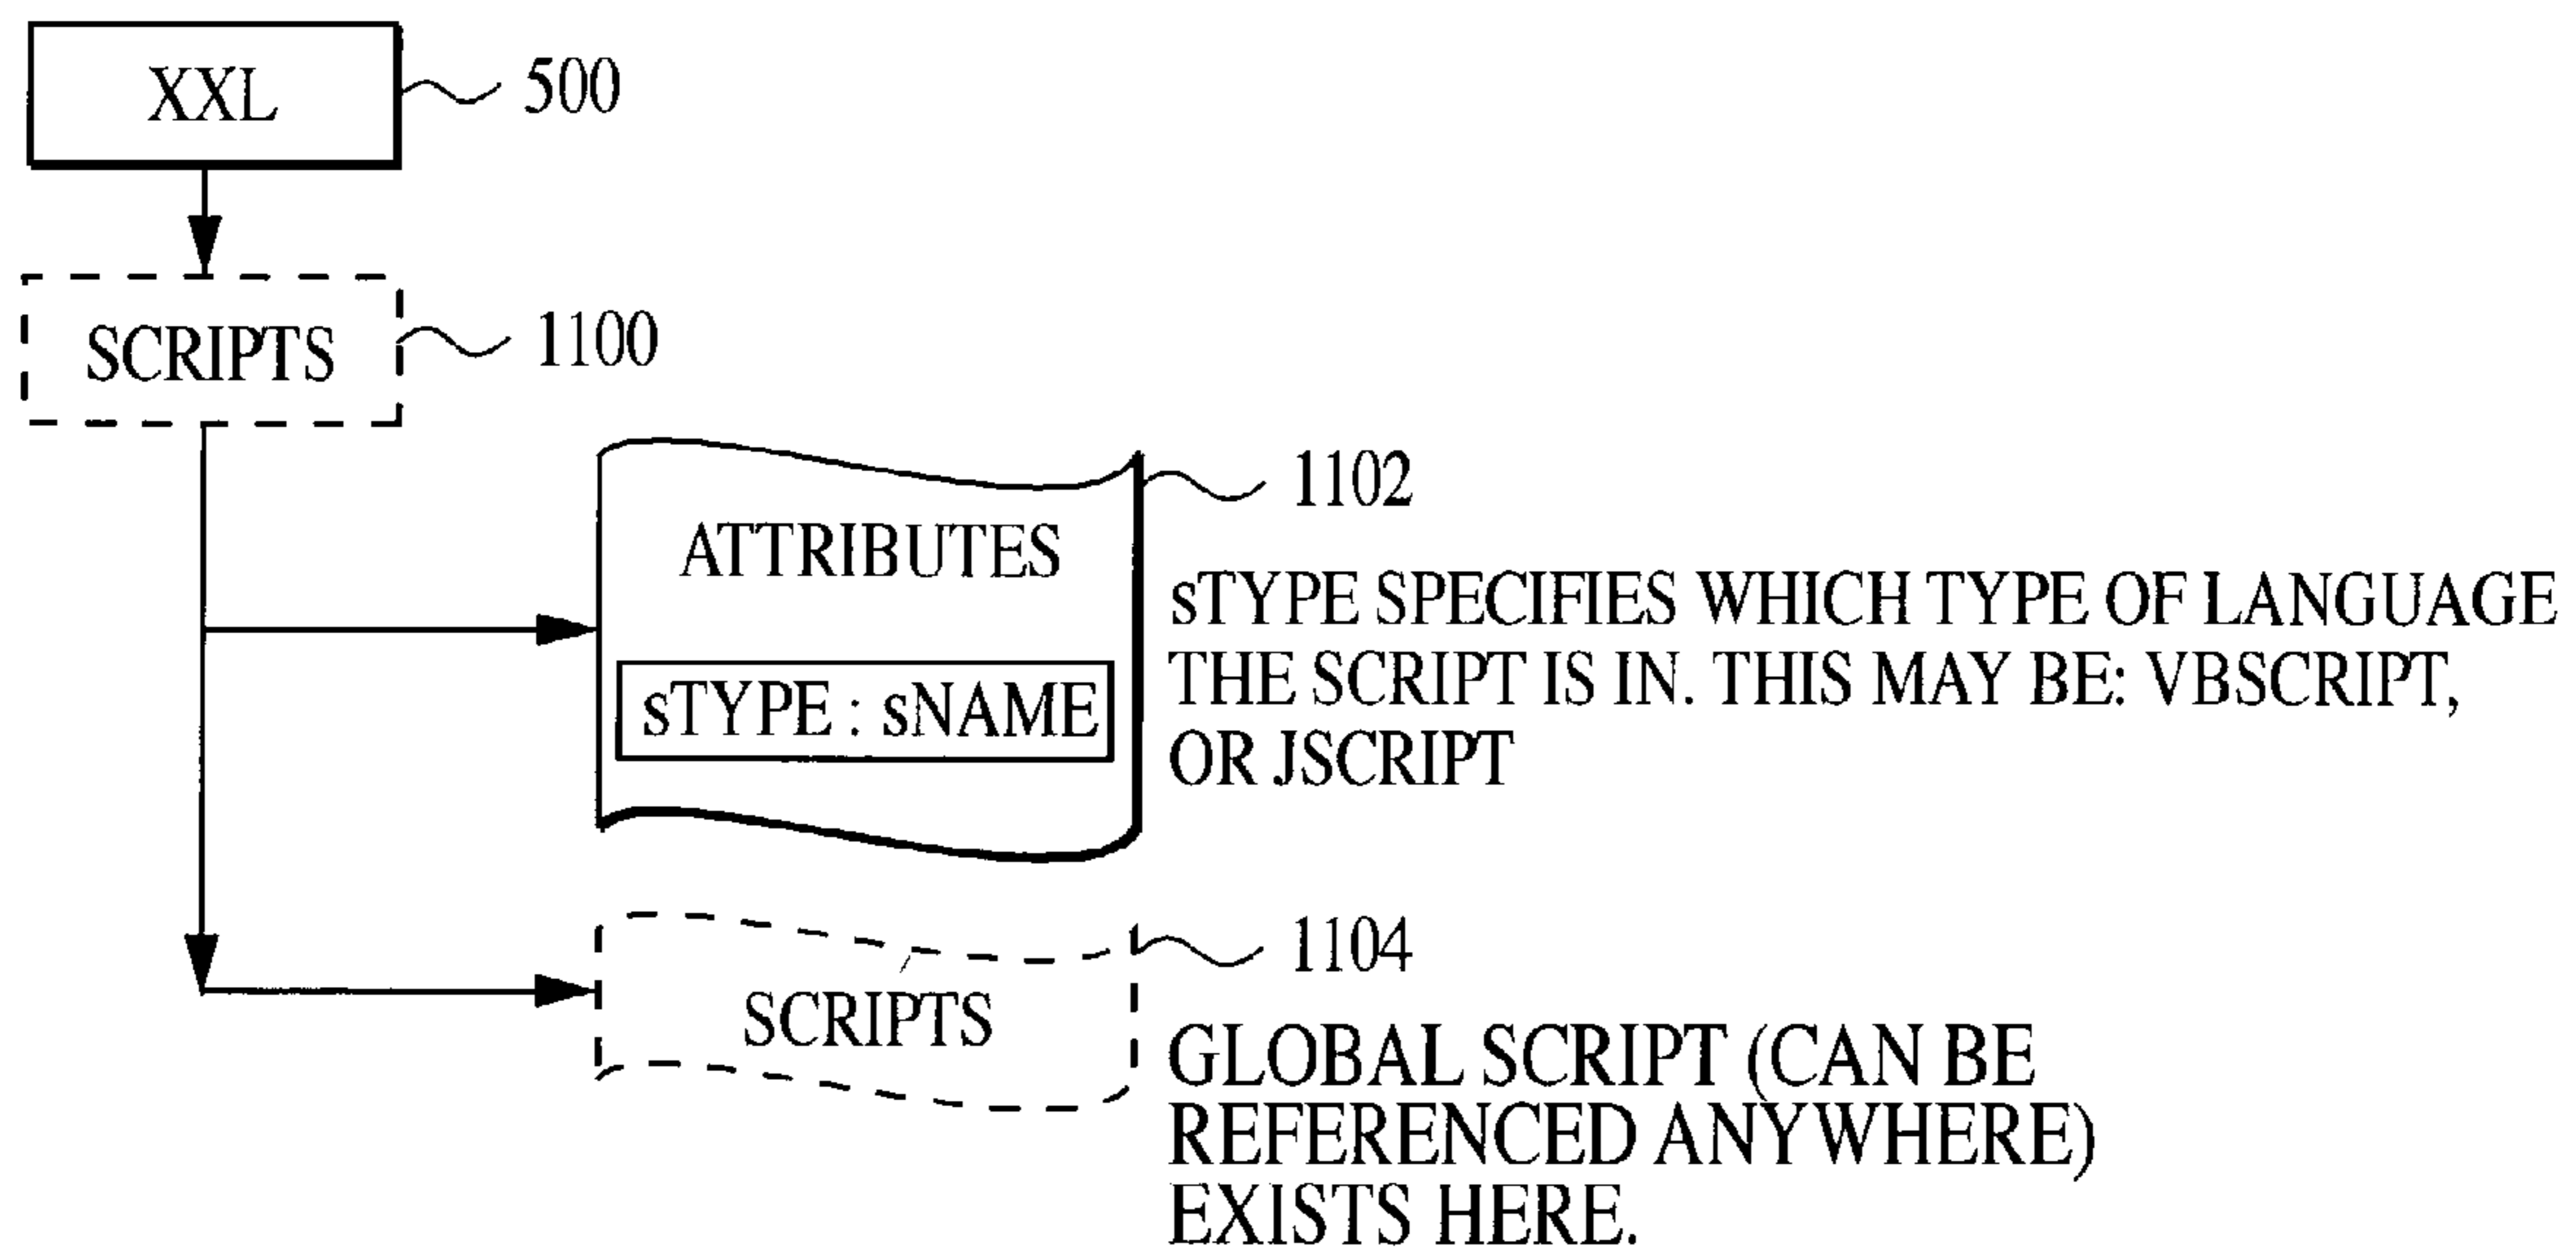 XXL
500
SCRIPTS
1100
1102
ATTRIBUTES
sTYPE : sNAME
sTYPE SPECIFIES WHICH TYPE OF LANGUAGE
THE SCRIPT IS IN. THIS MAY BE: VBSCRIPT,
OR JSCRIPT
1104
SCRIPTS
GLOBAL SCRIPT (CAN BE
REFERENCED ANYWHERE)
EXISTS HERE.